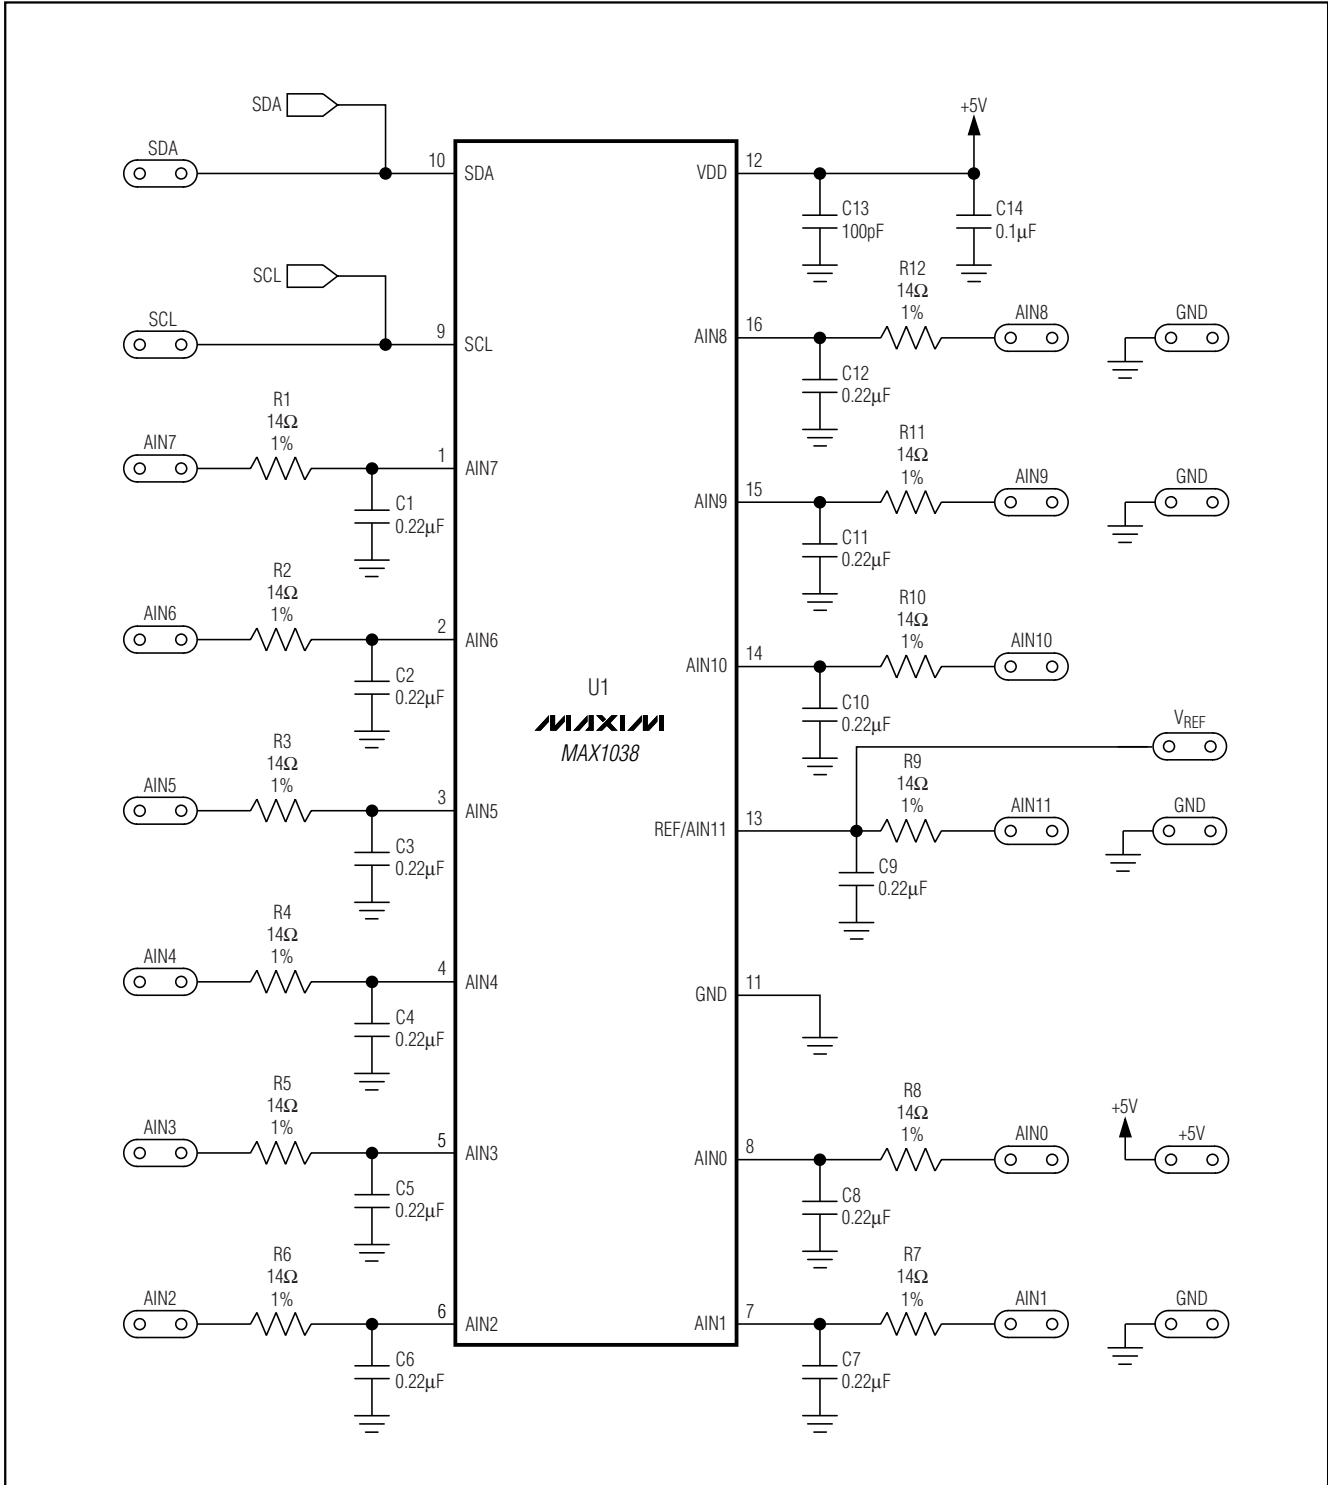 SDA
SDA
10
SDA
SCL
SCL
9
SCL
R1
14Ω
1%
AIN7
1
AIN7
C1
0.22µF
R2
14Ω
1%
AIN6
2
AIN6
C2
0.22µF
R3
14Ω
1%
AIN5
3
AIN5
C3
0.22µF
R4
14Ω
1%
AIN4
4
AIN4
C4
0.22µF
R5
14Ω
1%
AIN3
5
AIN3
C5
0.22µF
R6
14Ω
1%
AIN2
6
AIN2
C6
0.22µF
U1
MAXIM
MAX1038
+5V
VDD
12
C13
100pF
C14
0.1µF
R12
14Ω
1%
AIN8
16
AIN8
GND
C12
0.22µF
R11
14Ω
1%
AIN9
15
AIN9
GND
C11
0.22µF
R10
14Ω
1%
AIN10
14
AIN10
C10
0.22µF
VREF
R9
14Ω
1%
REF/AIN11
13
AIN11
GND
C9
0.22µF
GND
11
R8
14Ω
1%
AIN0
8
AIN0
+5V
+5V
C8
0.22µF
R7
14Ω
1%
AIN1
7
AIN1
GND
C7
0.22µF